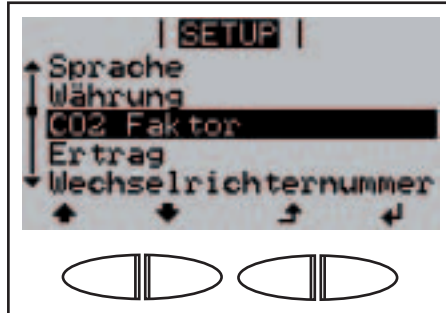 SETUP
Sprache
Währung
CO2 Faktor
Ertrag
Wechselrichternummer